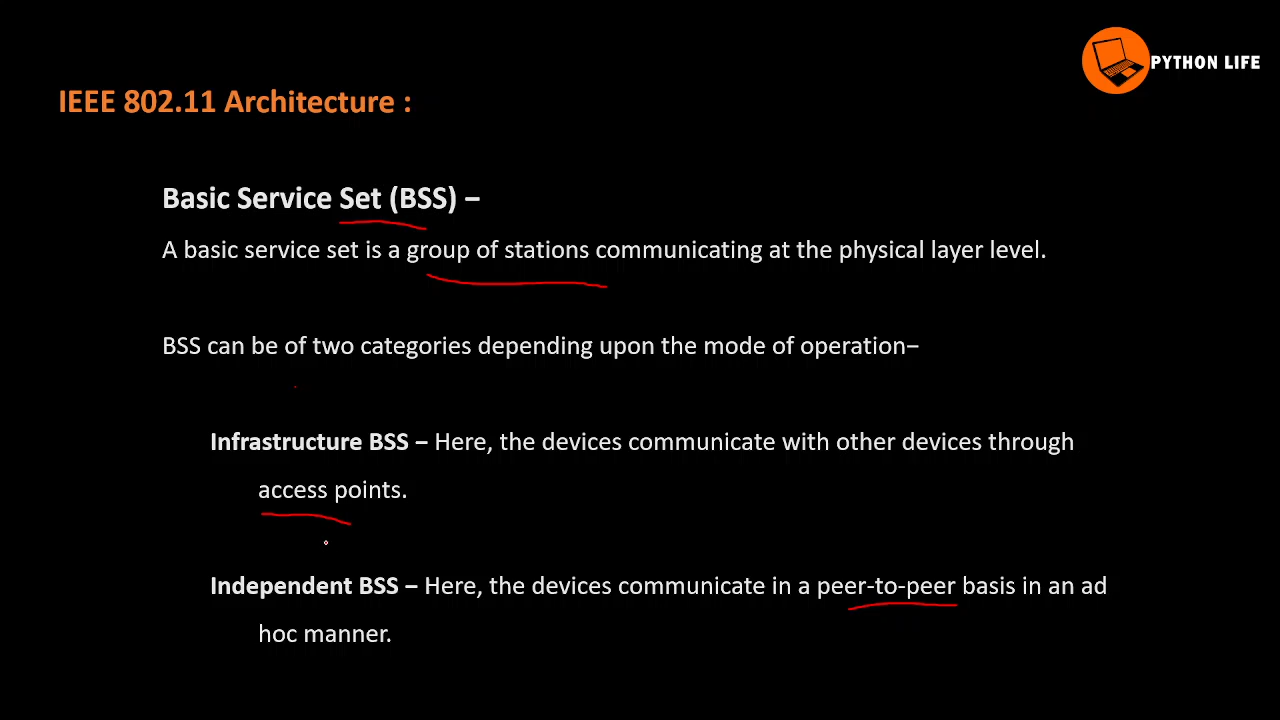 PYTHON LIFE
IEEE 802.11 Architecture :
Basic Service Set (BSS) –
A basic service set is a group of stations communicating at the physical layer level.
BSS can be of two categories depending upon the mode of operation–
Infrastructure BSS – Here, the devices communicate with other devices through
access points.
Independent BSS – Here, the devices communicate in a peer-to-peer basis in an ad
hoc manner.